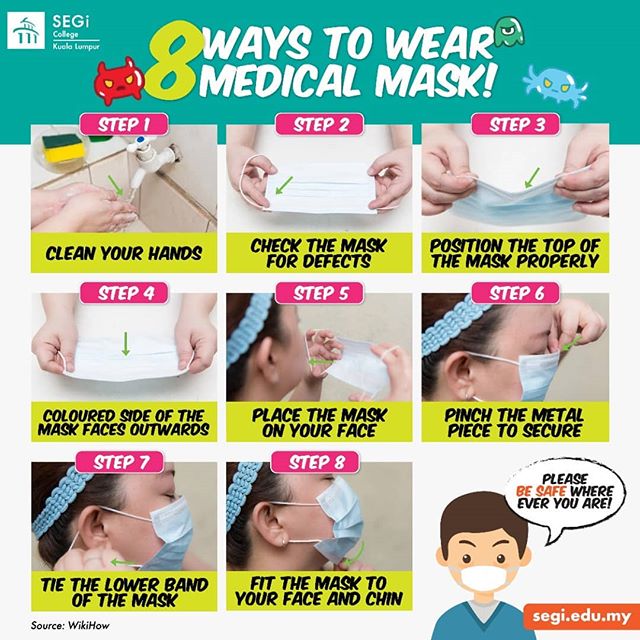 SEGi
College
Kuala Lumpur
8 WAYS TO WEAR
MEDICAL MASK!
STEP 1
CLEAN YOUR HANDS
STEP 2
CHECK THE MASK
FOR DEFECTS
STEP 3
POSITION THE TOP OF
THE MASK PROPERLY
STEP 4
COLOURED SIDE OF THE
MASK FACES OUTWARDS
STEP 5
PLACE THE MASK
ON YOUR FACE
STEP 6
PINCH THE METAL
PIECE TO SECURE
STEP 7
TIE THE LOWER BAND
OF THE MASK
STEP 8
FIT THE MASK TO
YOUR FACE AND CHIN
PLEASE
BE SAFE WHERE
EVER YOU ARE!
Source: WikiHow
segi.edu.my